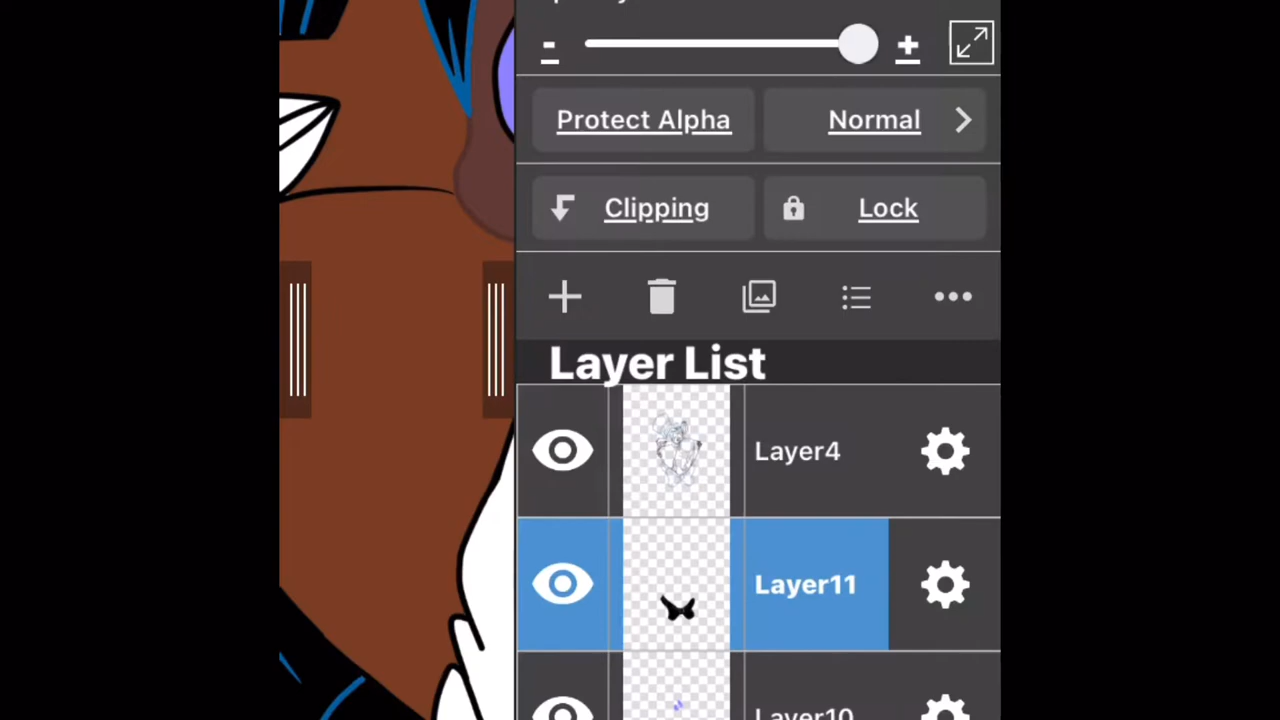 - +
Protect Alpha Normal
Clipping Lock
Layer List
Layer4
Layer11
Layer10